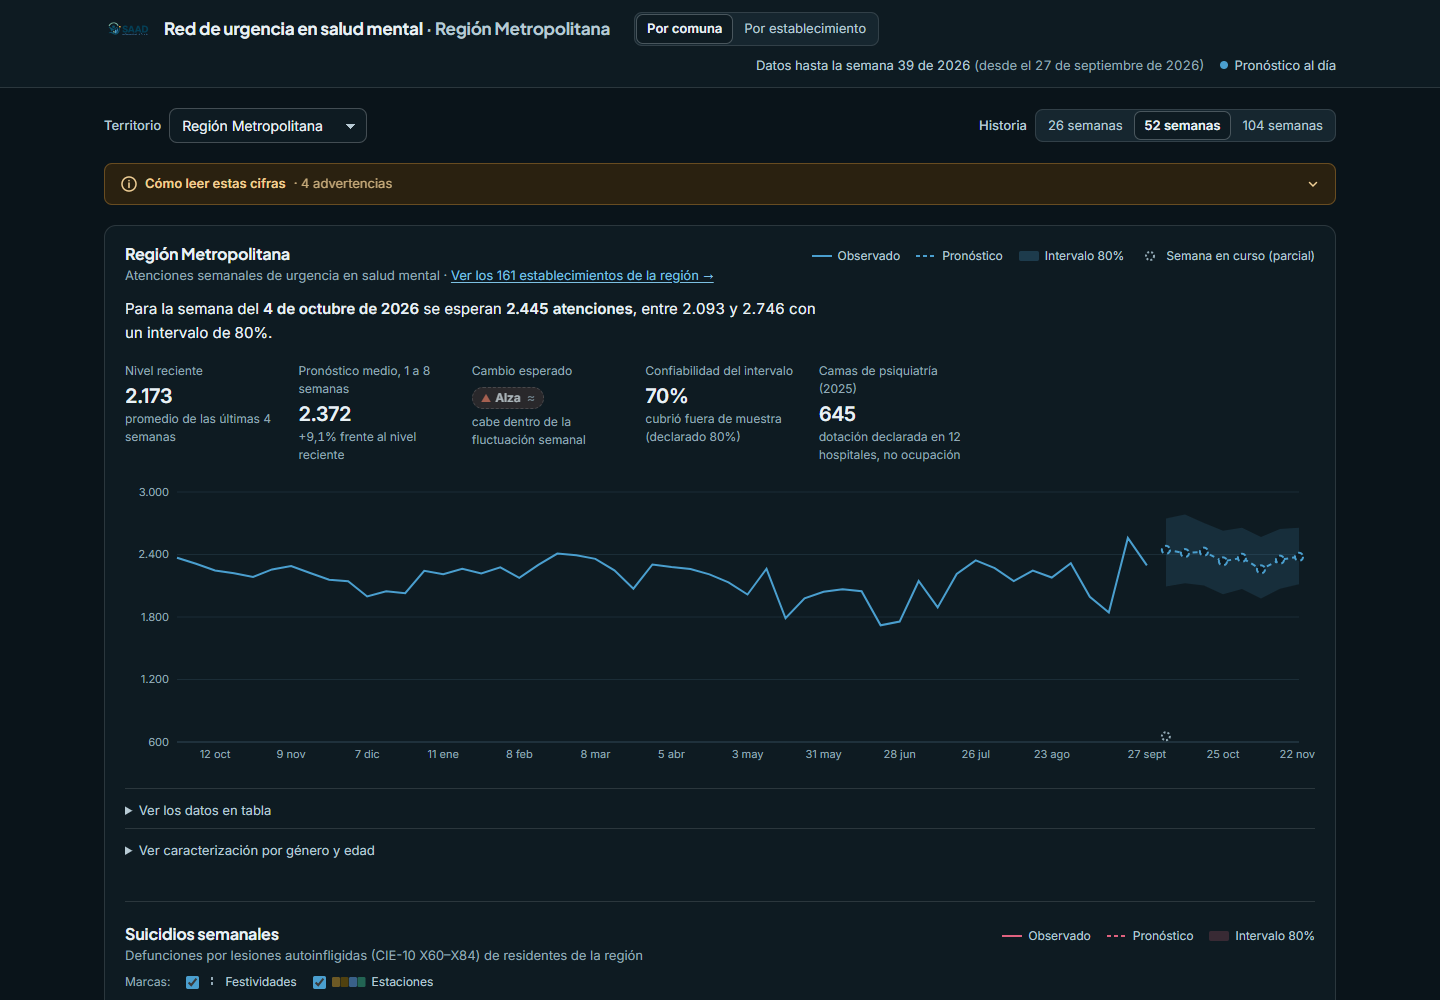 SAAD
Red de urgencia en salud mental · Región Metropolitana
Por comuna
Por establecimiento
Datos hasta la semana 39 de 2026 (desde el 27 de septiembre de 2026)
Pronóstico al día
Territorio
Región Metropolitana
Historia
26 semanas
52 semanas
104 semanas
Cómo leer estas cifras · 4 advertencias
Región Metropolitana
Atenciones semanales de urgencia en salud mental · Ver los 161 establecimientos de la región →
Observado
Pronóstico
Intervalo 80%
Semana en curso (parcial)
Para la semana del 4 de octubre de 2026 se esperan 2.445 atenciones, entre 2.093 y 2.746 con
un intervalo de 80%.
Nivel reciente
2.173
promedio de las últimas 4
semanas
Pronóstico medio, 1 a 8
semanas
2.372
+9,1% frente al nivel
reciente
Cambio esperado
▲ Alza ≈
cabe dentro de la
fluctuación semanal
Confiabilidad del intervalo
70%
cubrió fuera de muestra
(declarado 80%)
Camas de psiquiatría
(2025)
645
dotación declarada en 12
hospitales, no ocupación
3.000
2.400
1.800
1.200
600
12 oct
9 nov
7 dic
11 ene
8 feb
8 mar
5 abr
3 may
31 may
28 jun
26 jul
23 ago
27 sept
25 oct
22 nov
▶ Ver los datos en tabla
▶ Ver caracterización por género y edad
Suicidios semanales
Defunciones por lesiones autoinfligidas (CIE-10 X60–X84) de residentes de la región
Observado
Pronóstico
Intervalo 80%
Marcas:
Festividades
Estaciones